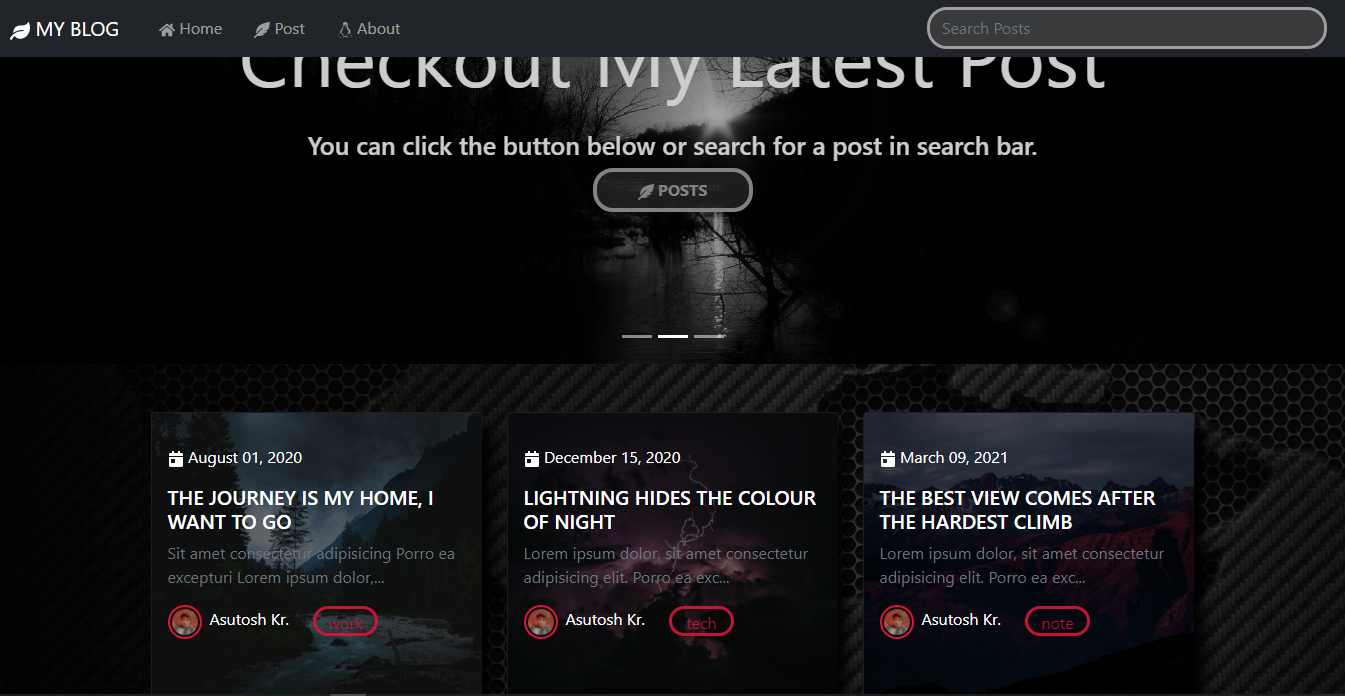 MY BLOG Home Post About Search Posts
Checkout My Latest Post
You can click the button below or search for a post in search bar.
POSTS
August 01, 2020
THE JOURNEY IS MY HOME, I
WANT TO GO
Sit amet consectetur adipisicing Porro ea
excepturi Lorem ipsum dolor,...
Asutosh Kr. work
December 15, 2020
LIGHTNING HIDES THE COLOUR
OF NIGHT
Lorem ipsum dolor, sit amet consectetur
adipisicing elit. Porro ea exc...
Asutosh Kr. tech
March 09, 2021
THE BEST VIEW COMES AFTER
THE HARDEST CLIMB
Lorem ipsum dolor, sit amet consectetur
adipisicing elit. Porro ea exc...
Asutosh Kr. note